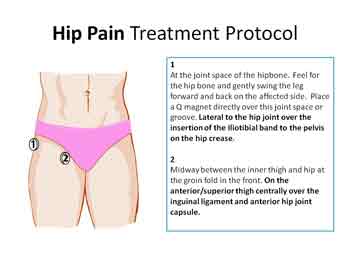 Hip Pain Treatment Protocol
1
At the joint space of the hipbone. Feel for
the hip bone and gently swing the leg
forward and back on the affected side. Place
a Q magnet directly over this joint space or
groove. Lateral to the hip joint over the
insertion of the Iliotibial band to the pelvis
on the hip crease.
2
Midway between the inner thigh and hip at
the groin fold in the front. On the
anterior/superior thigh centrally over the
inguinal ligament and anterior hip joint
capsule.
1
2